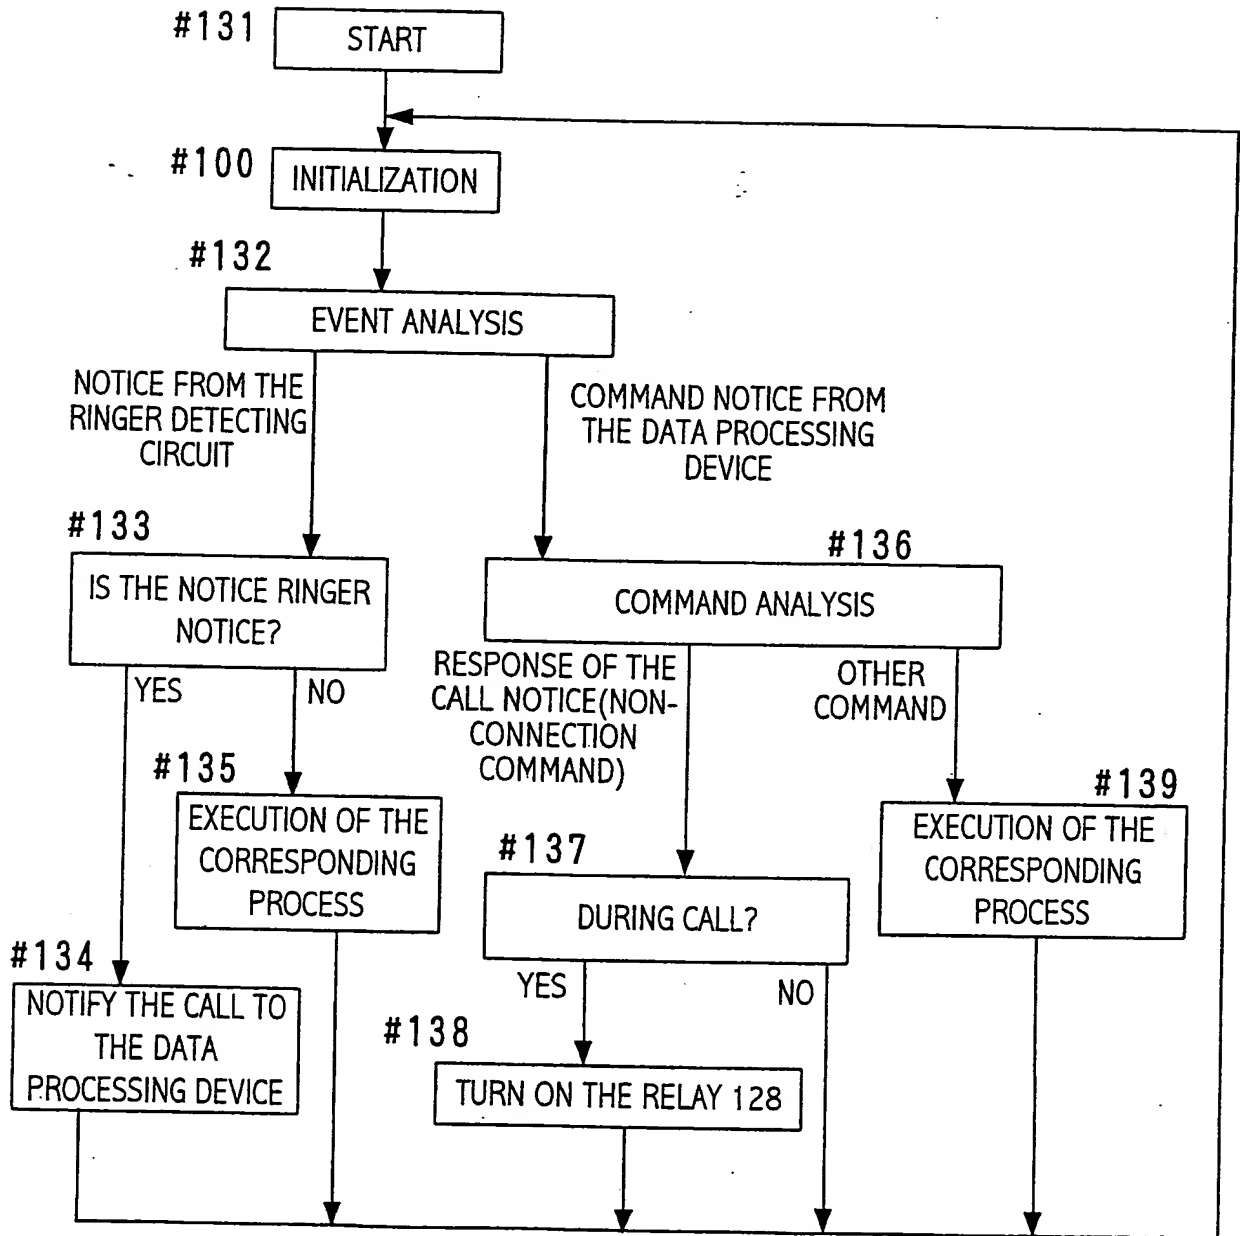 #131
START
#100
INITIALIZATION
#132
EVENT ANALYSIS
NOTICE FROM THE
RINGER DETECTING
CIRCUIT
COMMAND NOTICE FROM
THE DATA PROCESSING
DEVICE
#133
IS THE NOTICE RINGER
NOTICE?
#136
COMMAND ANALYSIS
YES
NO
RESPONSE OF THE
CALL NOTICE(NON-
CONNECTION
COMMAND)
OTHER
COMMAND
#135
EXECUTION OF THE
CORRESPONDING
PROCESS
#137
DURING CALL?
#139
EXECUTION OF THE
CORRESPONDING
PROCESS
#134
NOTIFY THE CALL TO
THE DATA
PROCESSING DEVICE
YES
NO
#138
TURN ON THE RELAY 128